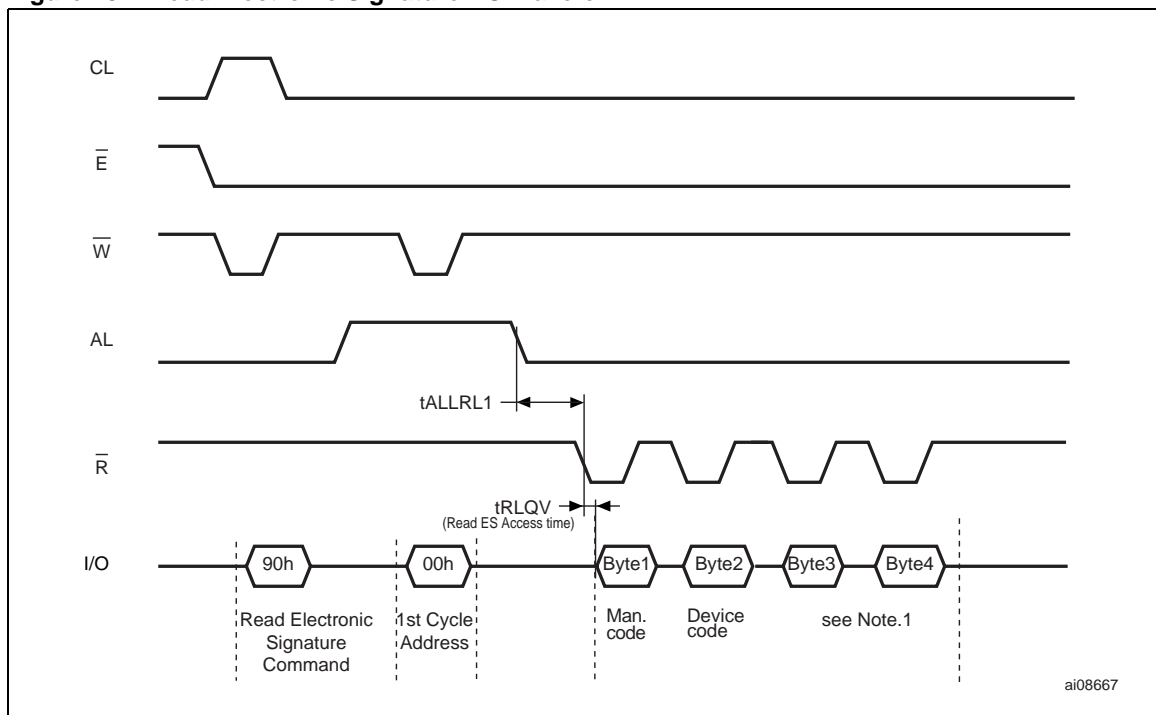 CL
E
W
AL
tALLRL1
R
tRLQV
(Read ES Access time)
I/O
90h
00h
Byte1
Byte2
Byte3
Byte4
Read Electronic
Signature
Command
1st Cycle
Address
Man.
code
Device
code
see Note.1
ai08667